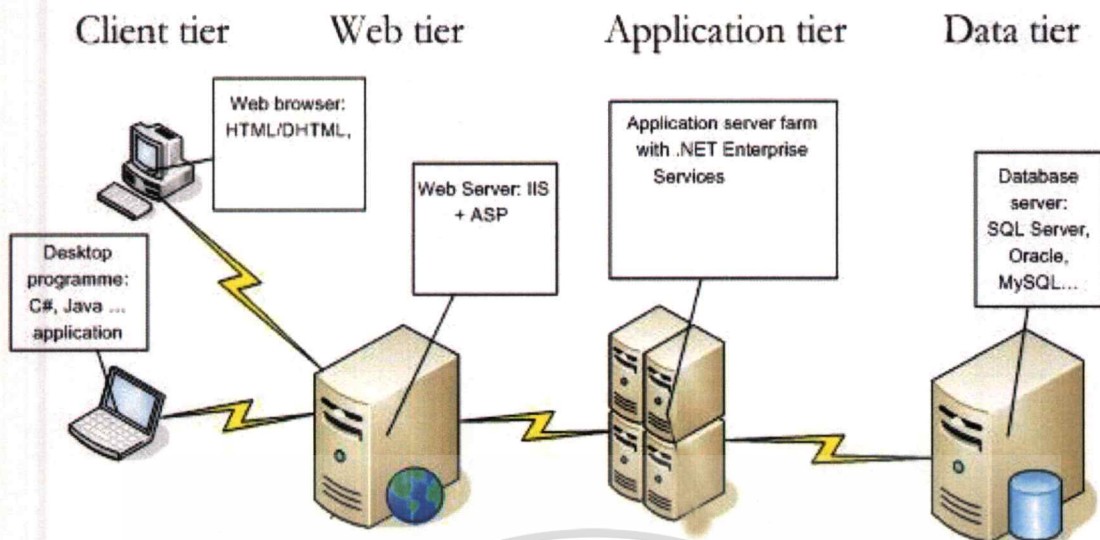 Client tier
Web tier
Application tier
Data tier
Web browser:
HTML/DHTML,
Web Server: IIS
+ ASP
Application server farm
with .NET Enterprise
Services
Database
server:
SQL Server,
Oracle,
MySQL...
Desktop
programme:
C#, Java ...
application